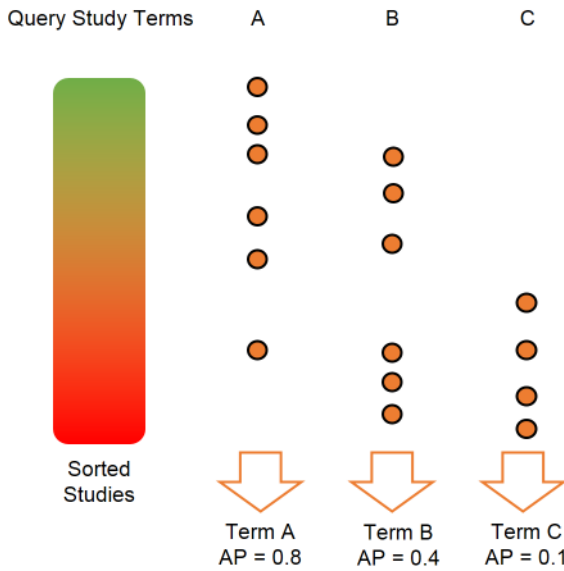 Query Study Terms A B C
Sorted
Studies
Term A
AP = 0.8
Term B
AP = 0.4
Term C
AP = 0.1